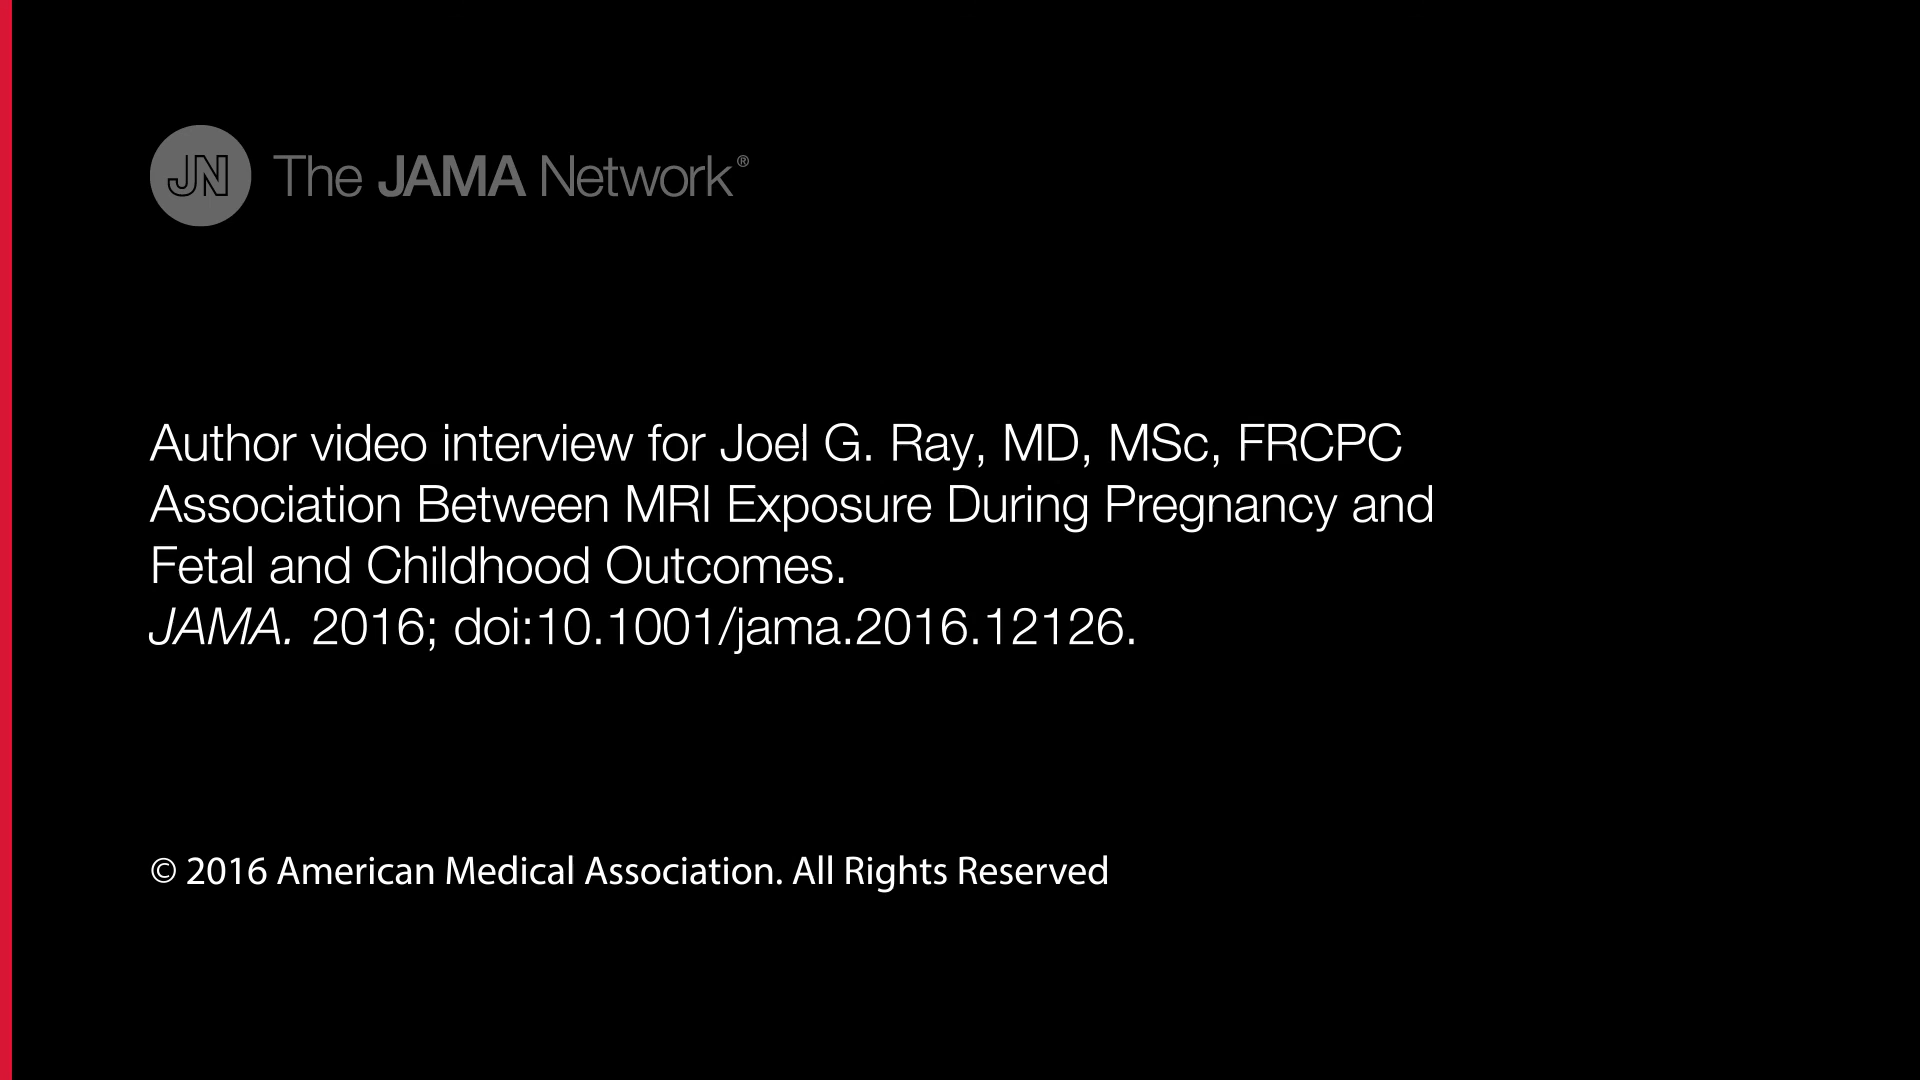 JN The JAMA Network®
Author video interview for Joel G. Ray, MD, MSc, FRCPC
Association Between MRI Exposure During Pregnancy and
Fetal and Childhood Outcomes.
JAMA. 2016; doi:10.1001/jama.2016.12126.
© 2016 American Medical Association. All Rights Reserved